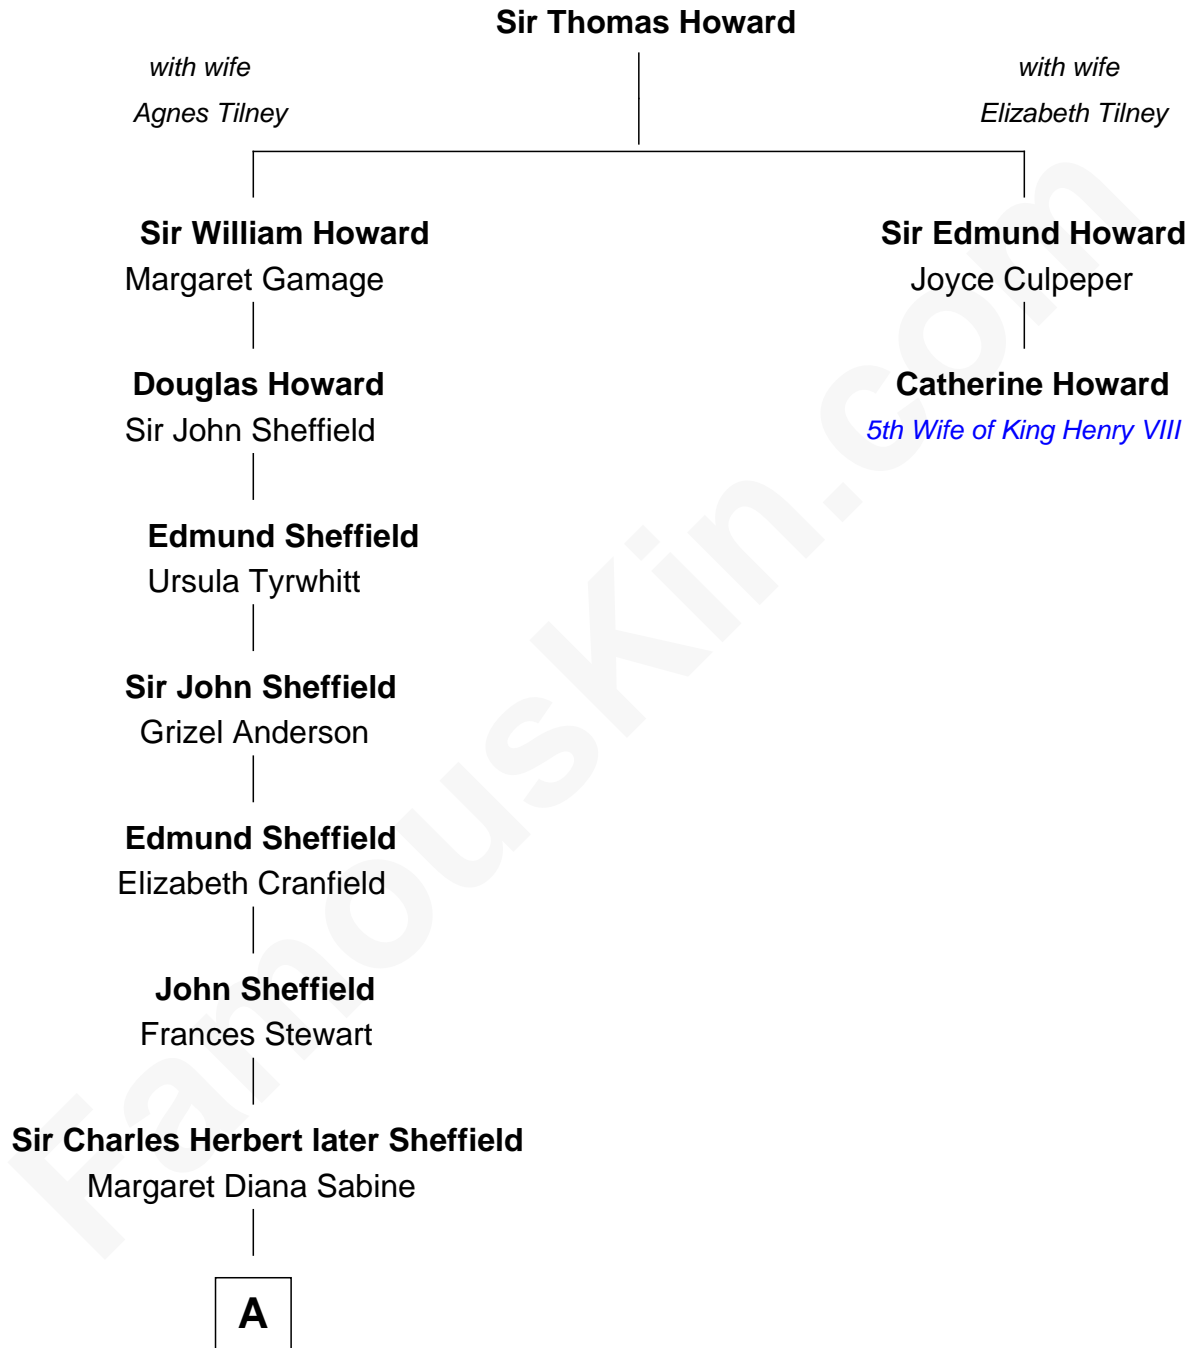 Sir Thomas Howard
with wife
Agnes Tilney
with wife
Elizabeth Tilney
Sir William Howard
Margaret Gamage
Sir Edmund Howard
Joyce Culpeper
Douglas Howard
Sir John Sheffield
Catherine Howard
5th Wife of King Henry VIII
Edmund Sheffield
Ursula Tyrwhitt
Sir John Sheffield
Grizel Anderson
Edmund Sheffield
Elizabeth Cranfield
John Sheffield
Frances Stewart
Sir Charles Herbert later Sheffield
Margaret Diana Sabine
A
FamousKin.com